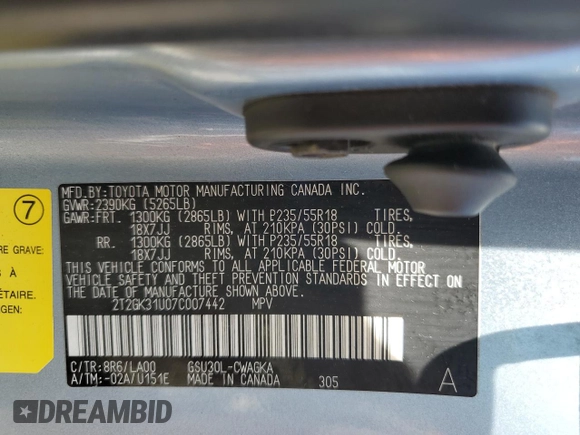 7
E GRAVE:
S À
ÉTAIRE.
GEN:
MFD.BY:TOYOTA MOTOR MANUFACTURING CANADA INC.
GVWR:2390KG (5265LB)
GAWR:FRT. 1300KG (2865LB) WITH P235/55R18 TIRES,
18X7JJ RIMS, AT 210KPA (30PSI) COLD.
RR. 1300KG (2865LB) WITH P235/55R18 TIRES,
18X7JJ RIMS, AT 210KPA (30PSI) COLD.
THIS VEHICLE CONFORMS TO ALL APPLICABLE FEDERAL MOTOR
VEHICLE SAFETY AND THEFT PREVENTION STANDARDS IN EFFECT ON
THE DATE OF MANUFACTURE SHOWN ABOVE.
2T2GK31U07C007442 MPV
C/TR:8R6/LA00 GSU30L-CWAGKA
A/TM:-02A/U151E MADE IN CANADA 305
A
DREAMBID